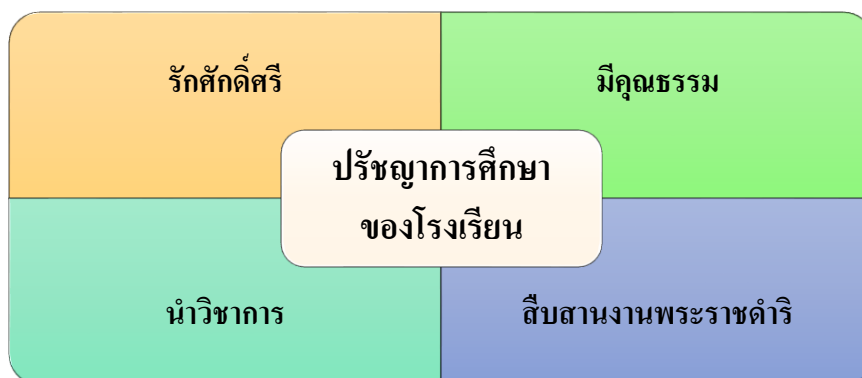 รักศักดิ์ศรี
มีคุณธรรม
ปรัชญาการศึกษา
ของโรงเรียน
นำวิชาการ
สืบสานงานพระราชดำริ